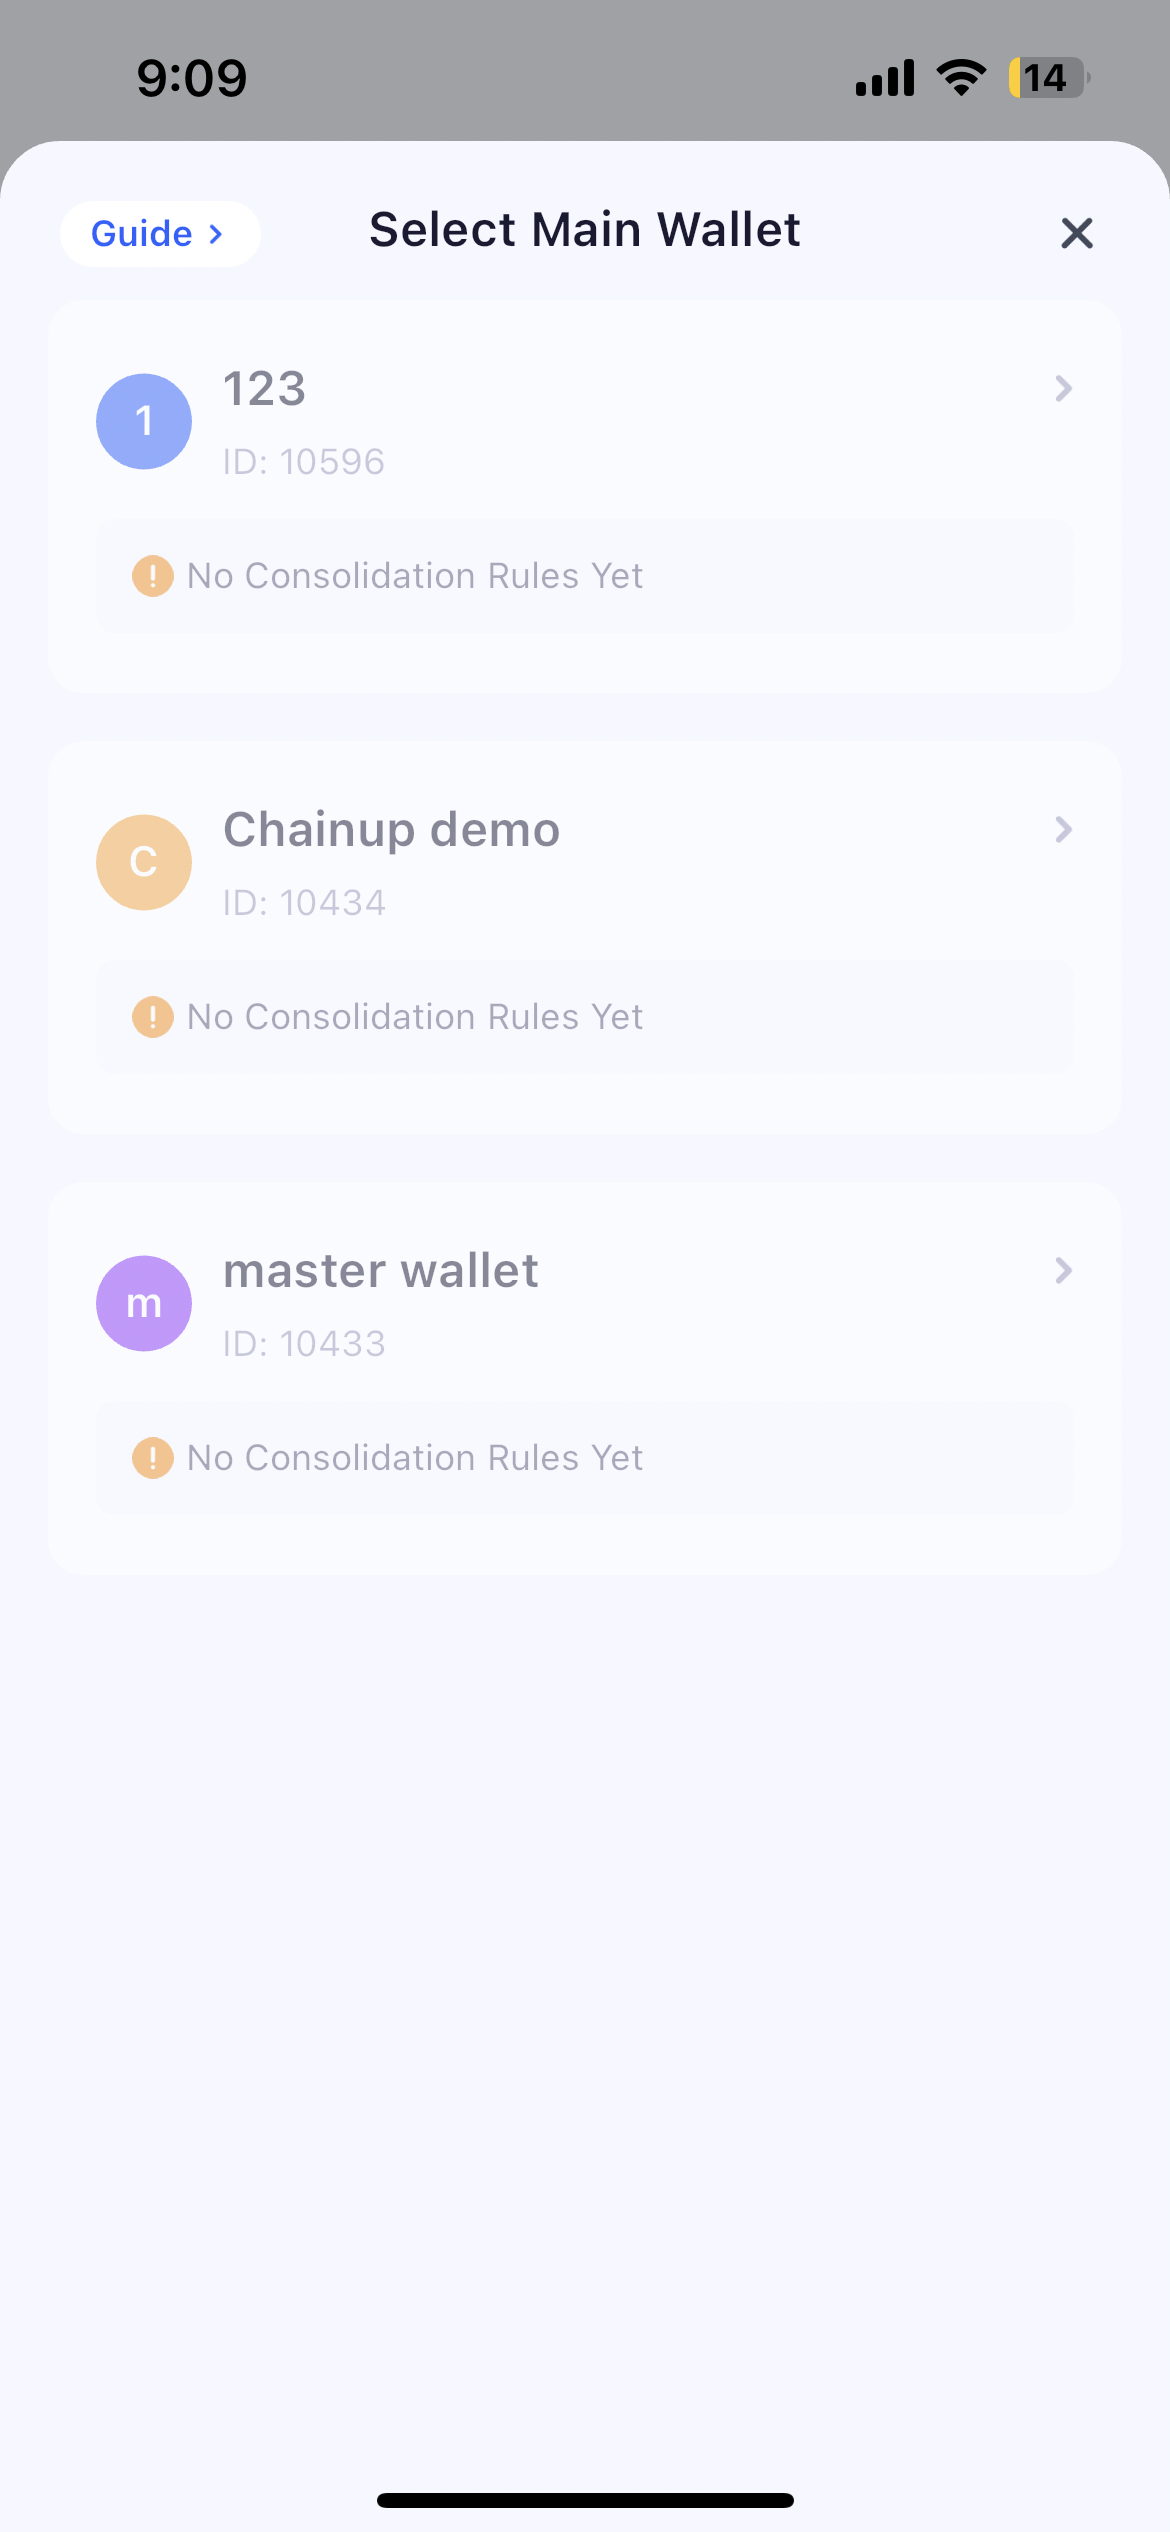 9:09
14
Guide
Select Main Wallet
1
123
ID: 10596
No Consolidation Rules Yet
C
Chainup demo
ID: 10434
No Consolidation Rules Yet
m
master wallet
ID: 10433
No Consolidation Rules Yet